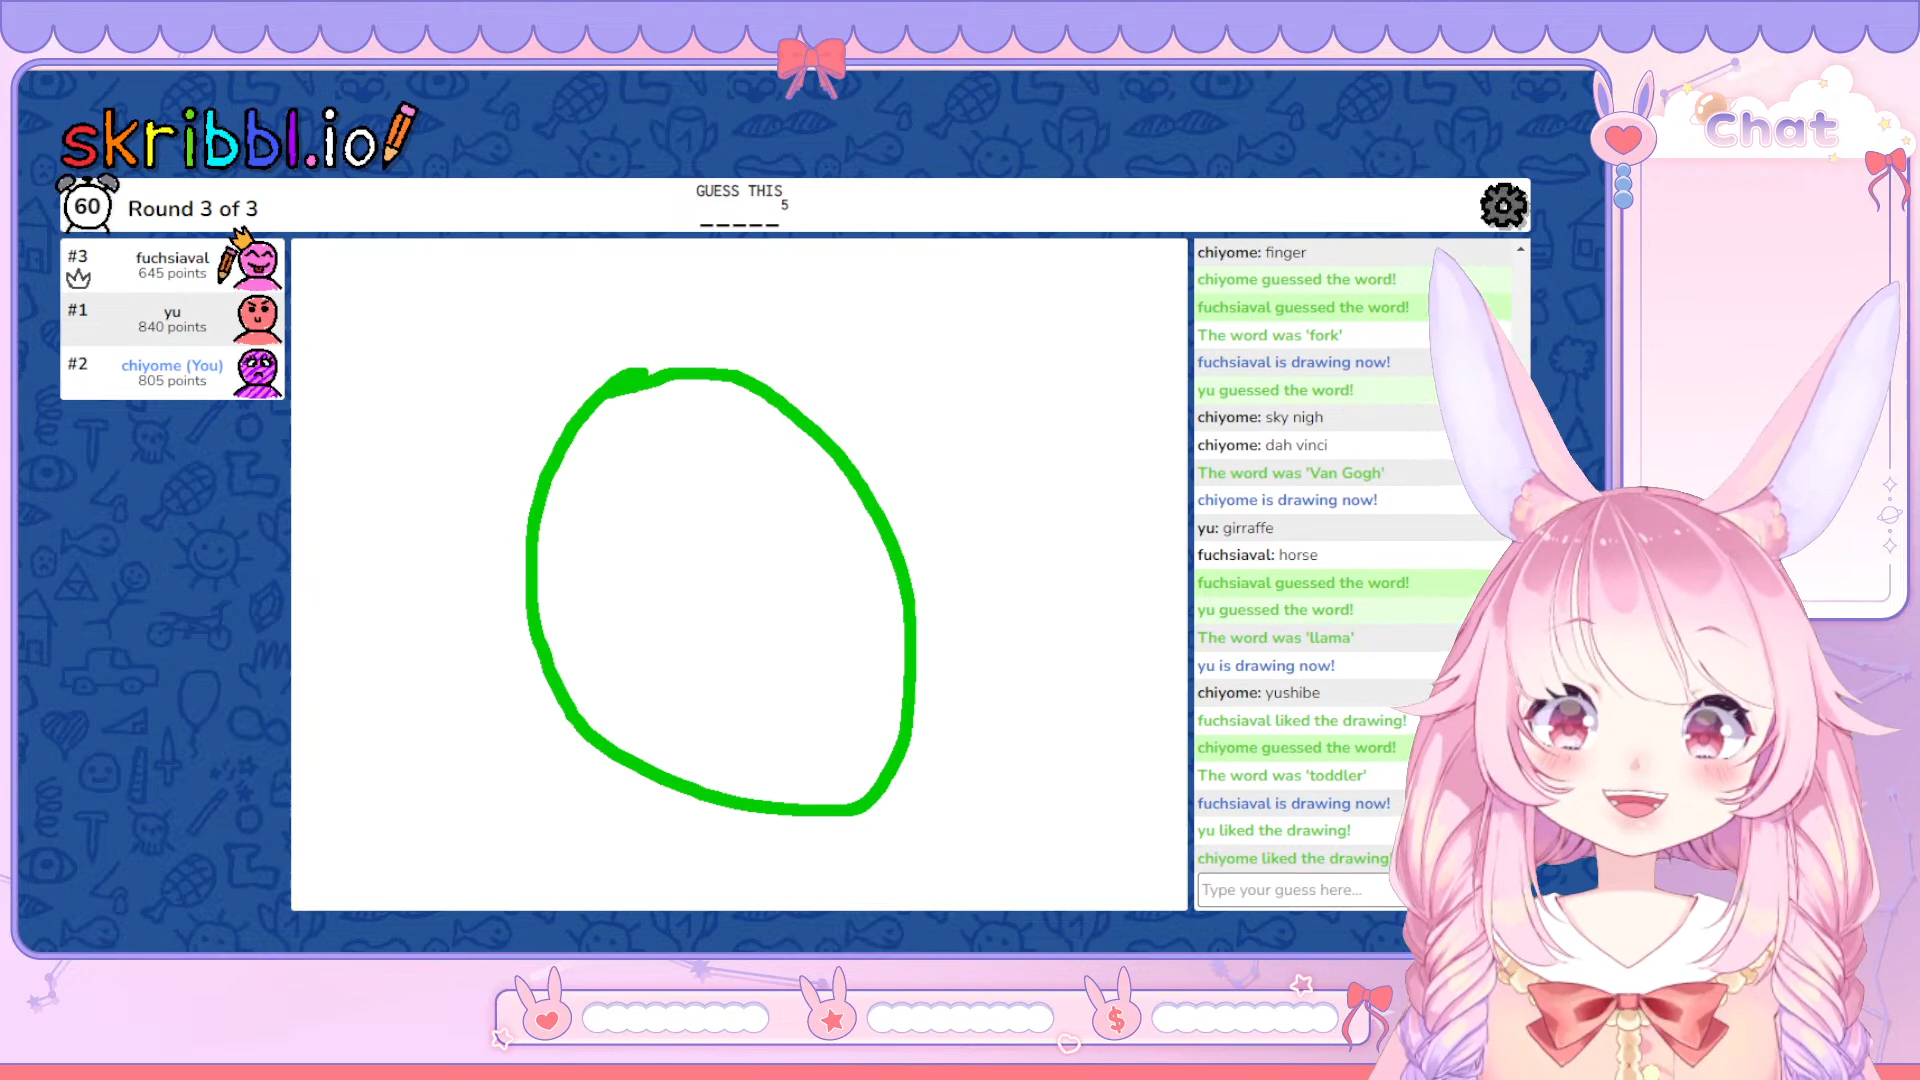 skribbl.io
Chat
60
Round 3 of 3
GUESS THIS
_____ 5
#3
fuchsiaval
645 points
#1
yu
840 points
#2
chiyome (You)
805 points
chiyome: finger
chiyome guessed the word!
fuchsiaval guessed the word!
The word was 'fork'
fuchsiaval is drawing now!
yu guessed the word!
chiyome: sky nigh
chiyome: dah vinci
The word was 'Van Gogh'
chiyome is drawing now!
yu: girraffe
fuchsiaval: horse
fuchsiaval guessed the word!
yu guessed the word!
The word was 'llama'
yu is drawing now!
chiyome: yushibe
fuchsiaval liked the drawing!
chiyome guessed the word!
The word was 'toddler'
fuchsiaval is drawing now!
yu liked the drawing!
chiyome liked the drawing!
Type your guess here...
$